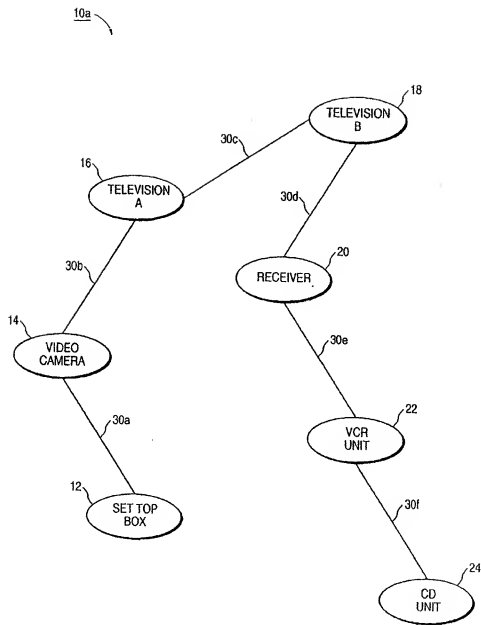 10a
18
TELEVISION
B
30c
16
TELEVISION
A
30d
20
RECEIVER
30b
14
VIDEO
CAMERA
30e
22
VCR
UNIT
30a
12
SET TOP
BOX
30f
24
CD
UNIT